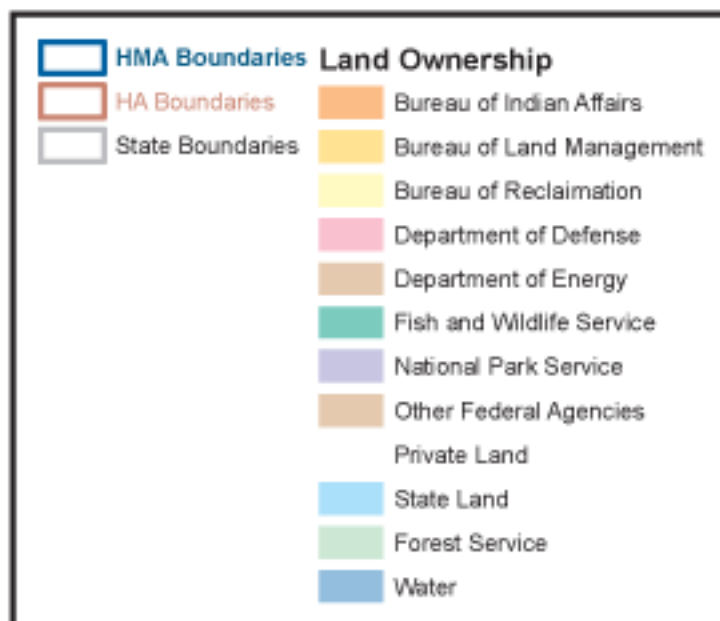 HMA Boundaries
HA Boundaries
State Boundaries
Land Ownership
Bureau of Indian Affairs
Bureau of Land Management
Bureau of Reclaimation
Department of Defense
Department of Energy
Fish and Wildlife Service
National Park Service
Other Federal Agencies
Private Land
State Land
Forest Service
Water